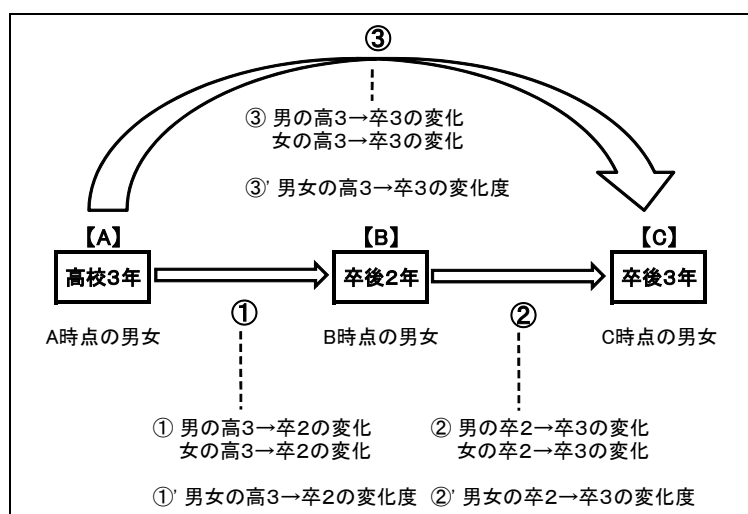 ③
③ 男の高3→卒3の変化
女の高3→卒3の変化
③' 男女の高3→卒3の変化度
【A】
【B】
【C】
高校3年
卒後2年
卒後3年
①
②
A時点の男女
B時点の男女
C時点の男女
① 男の高3→卒2の変化
女の高3→卒2の変化
①' 男女の高3→卒2の変化度
② 男の卒2→卒3の変化
女の卒2→卒3の変化
②' 男女の卒2→卒3の変化度